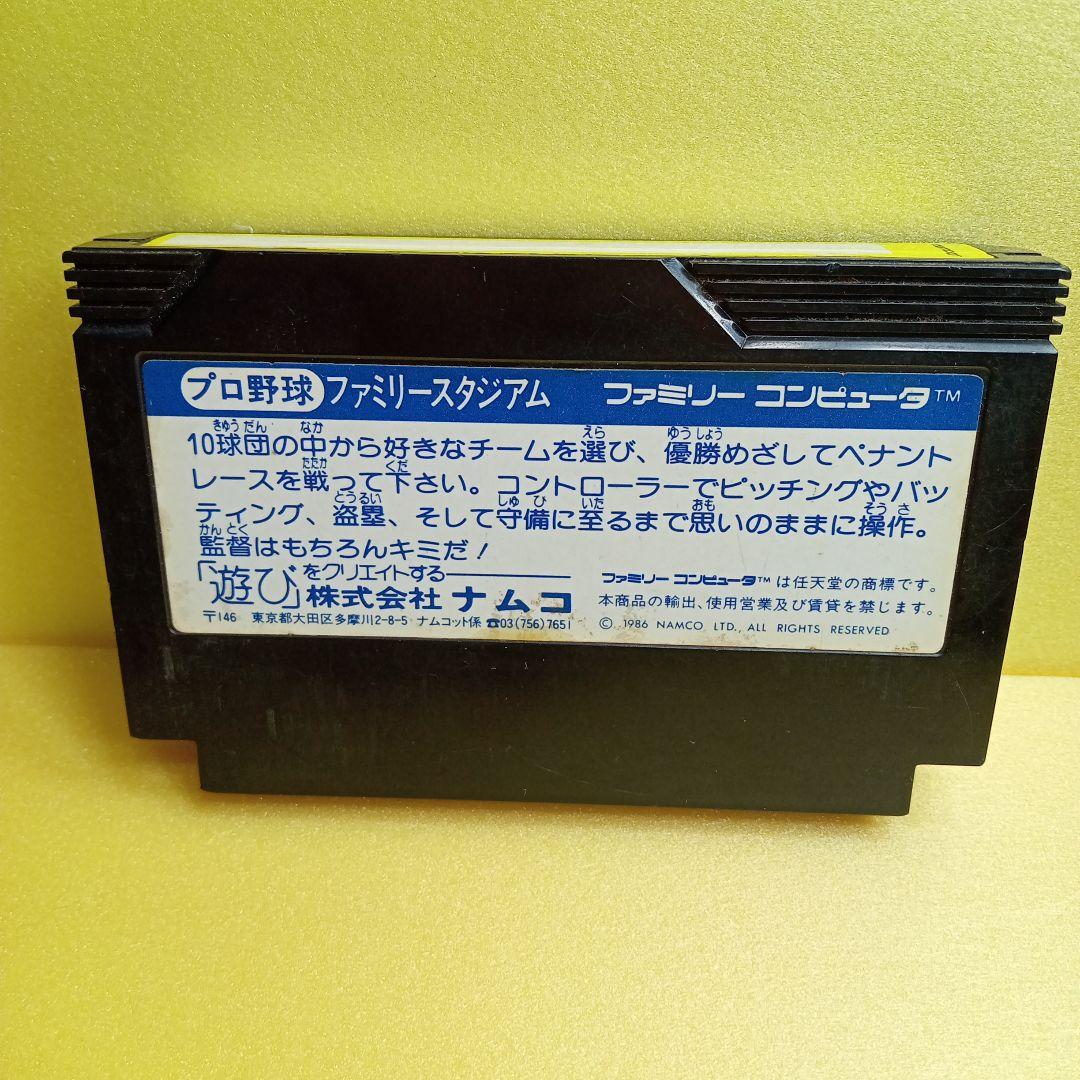 プロ野球 ファミリースタジアム ファミリー コンピュータ™
10球団の中から好きなチームを選び、優勝めざしてペナント
レースを戦って下さい。コントローラーでピッチングやバッ
ティング、盗塁、そして守備に至るまで思いのままに操作。
監督はもちろんキミだ！
「遊び」をクリエイトする――
株式会社 ナムコ
〒146 東京都大田区多摩川2-8-5 ナムコット係 ☎03(756)7651
ファミリー コンピュータ™は任天堂の商標です。
本商品の輸出、使用営業及び賃貸を禁じます。
© 1986 NAMCO LTD., ALL RIGHTS RESERVED